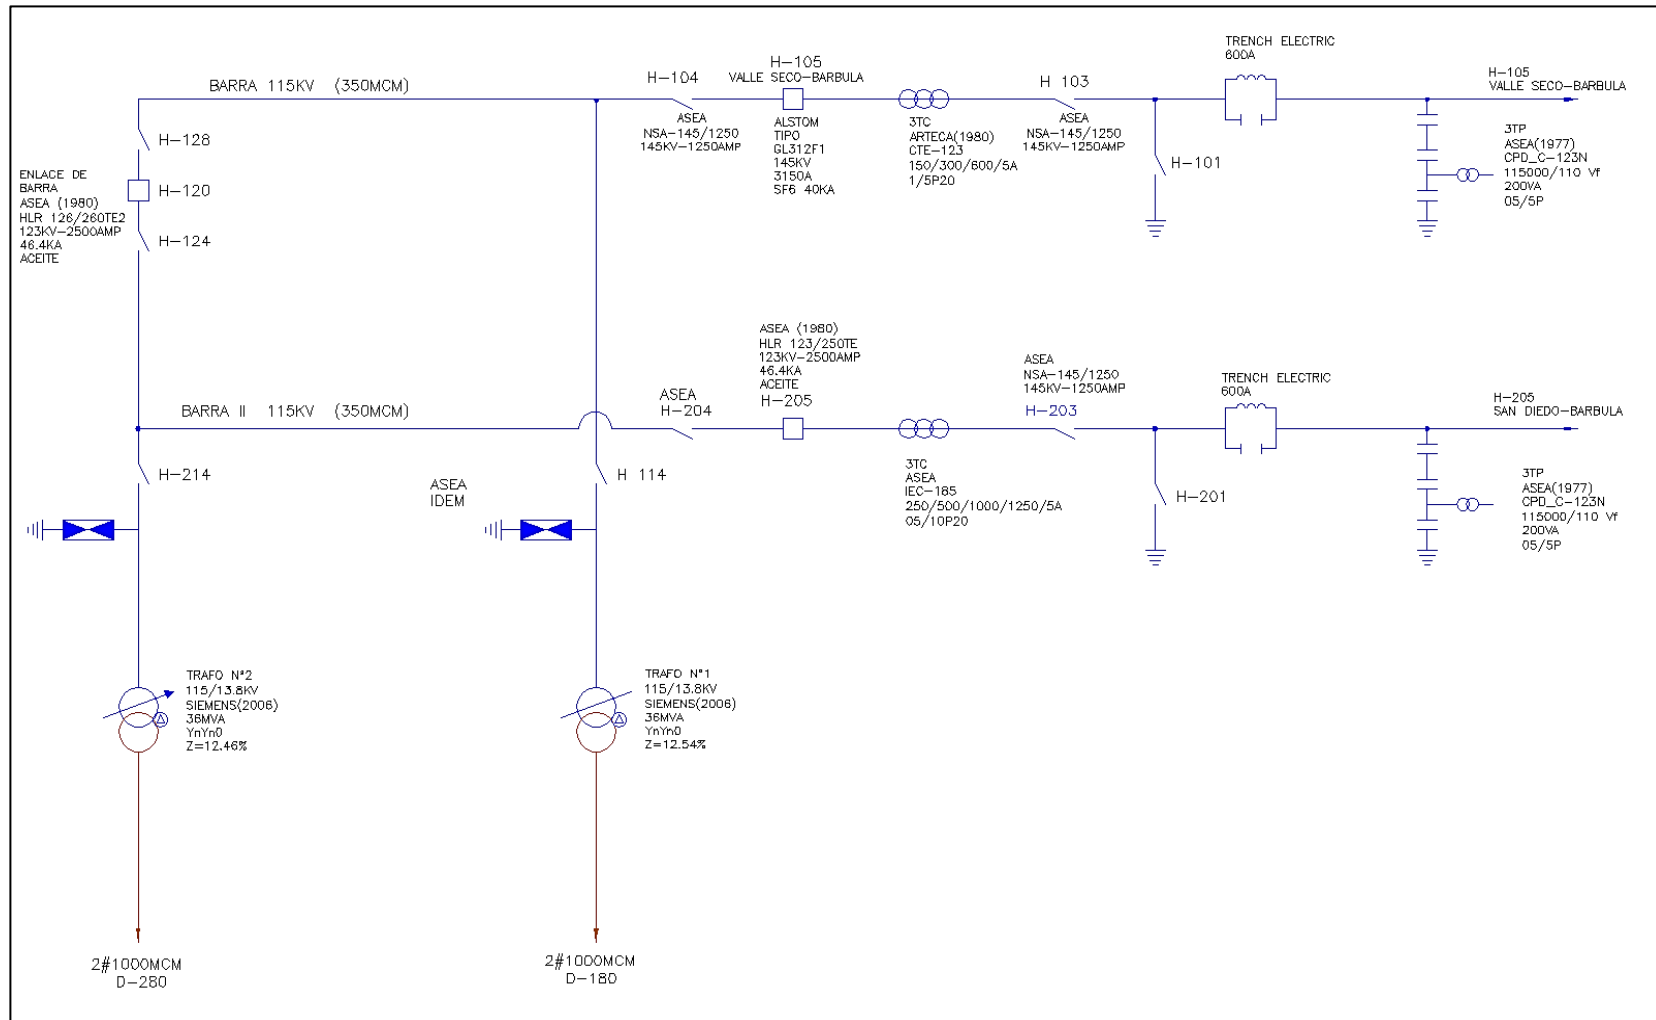 BARRA 115KV (350MCM)
H-128
ENLACE DE
BARRA
ASEA (1980)
HLR 126/260TE2
123KV-2500AMP
46.4KA
ACEITE
H-120
H-124
H-104
ASEA
NSA-145/1250
145KV-1250AMP
H-105
VALLE SECO-BARBULA
ALSTOM
TIPO
GL312F1
145KV
3150A
SF6 40KA
3TC
ARTECA(1980)
CTE-123
150/300/600/5A
1/5P20
H 103
ASEA
NSA-145/1250
145KV-1250AMP
H-101
TRENCH ELECTRIC
600A
H-105
VALLE SECO-BARBULA
3TP
ASEA(1977)
CPD_C-123N
115000/110 Vf
200VA
05/5P
BARRA II 115KV (350MCM)
ASEA
H-204
ASEA (1980)
HLR 123/250TE
123KV-2500AMP
46.4KA
ACEITE
H-205
3TC
ASEA
IEC-185
250/500/1000/1250/5A
05/10P20
ASEA
NSA-145/1250
145KV-1250AMP
H-203
H-201
TRENCH ELECTRIC
600A
H-205
SAN DIEDO-BARBULA
3TP
ASEA(1977)
CPD_C-123N
115000/110 Vf
200VA
05/5P
H-214
ASEA
IDEM
H 114
TRAFO N°2
115/13.8KV
SIEMENS(2006)
36MVA
YnYn0
Z=12.46%
TRAFO N°1
115/13.8KV
SIEMENS(2006)
36MVA
YnYn0
Z=12.54%
2#1000MCM
D-280
2#1000MCM
D-180